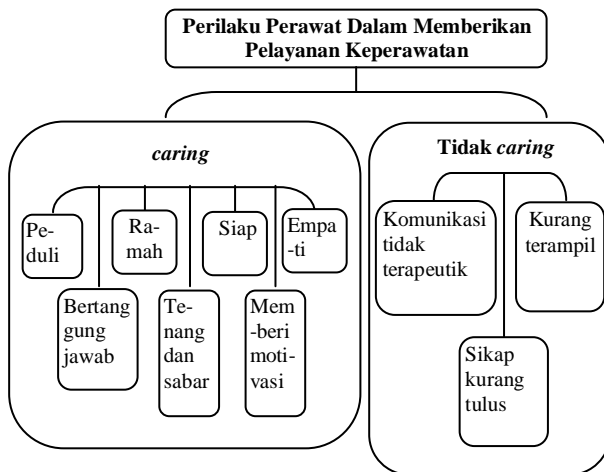 Perilaku Perawat Dalam Memberikan
Pelayanan Keperawatan
caring
Pe-
duli
Ra-
mah
Siap
Empa
-ti
Bertang
gung
jawab
Te-
nang
dan
sabar
Mem
-beri
moti-
vasi
Tidak caring
Komunikasi
tidak
terapeutik
Kurang
terampil
Sikap
kurang
tulus